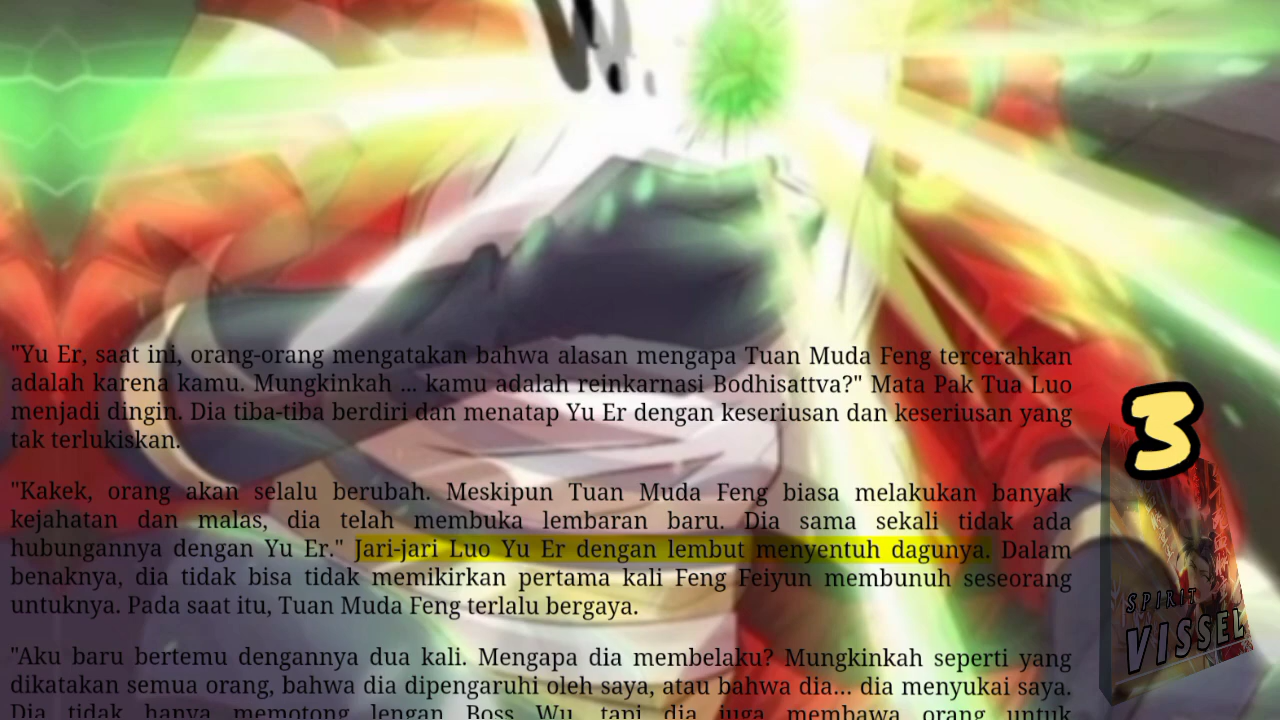 "Yu Er, saat ini, orang-orang mengatakan bahwa alasan mengapa Tuan Muda Feng tercerahkan
adalah karena kamu. Mungkinkah ... kamu adalah reinkarnasi Bodhisattva?" Mata Pak Tua Luo
menjadi dingin. Dia tiba-tiba berdiri dan menatap Yu Er dengan keseriusan dan keseriusan yang
tak terlukiskan.
"Kakek, orang akan selalu berubah. Meskipun Tuan Muda Feng biasa melakukan banyak
kejahatan dan malas, dia telah membuka lembaran baru. Dia sama sekali tidak ada
hubungannya dengan Yu Er." Jari-jari Luo Yu Er dengan lembut menyentuh dagunya. Dalam
benaknya, dia tidak bisa tidak memikirkan pertama kali Feng Feiyun membunuh seseorang
untuknya. Pada saat itu, Tuan Muda Feng terlalu bergaya.
"Aku baru bertemu dengannya dua kali. Mengapa dia membelaku? Mungkinkah seperti yang
dikatakan semua orang, bahwa dia dipengaruhi oleh saya, atau bahwa dia... dia menyukai saya.
Dia tidak hanya memotong lengan Boss Wu, tapi dia juga membawa orang untuk
3
SPIRIT
VISSEL